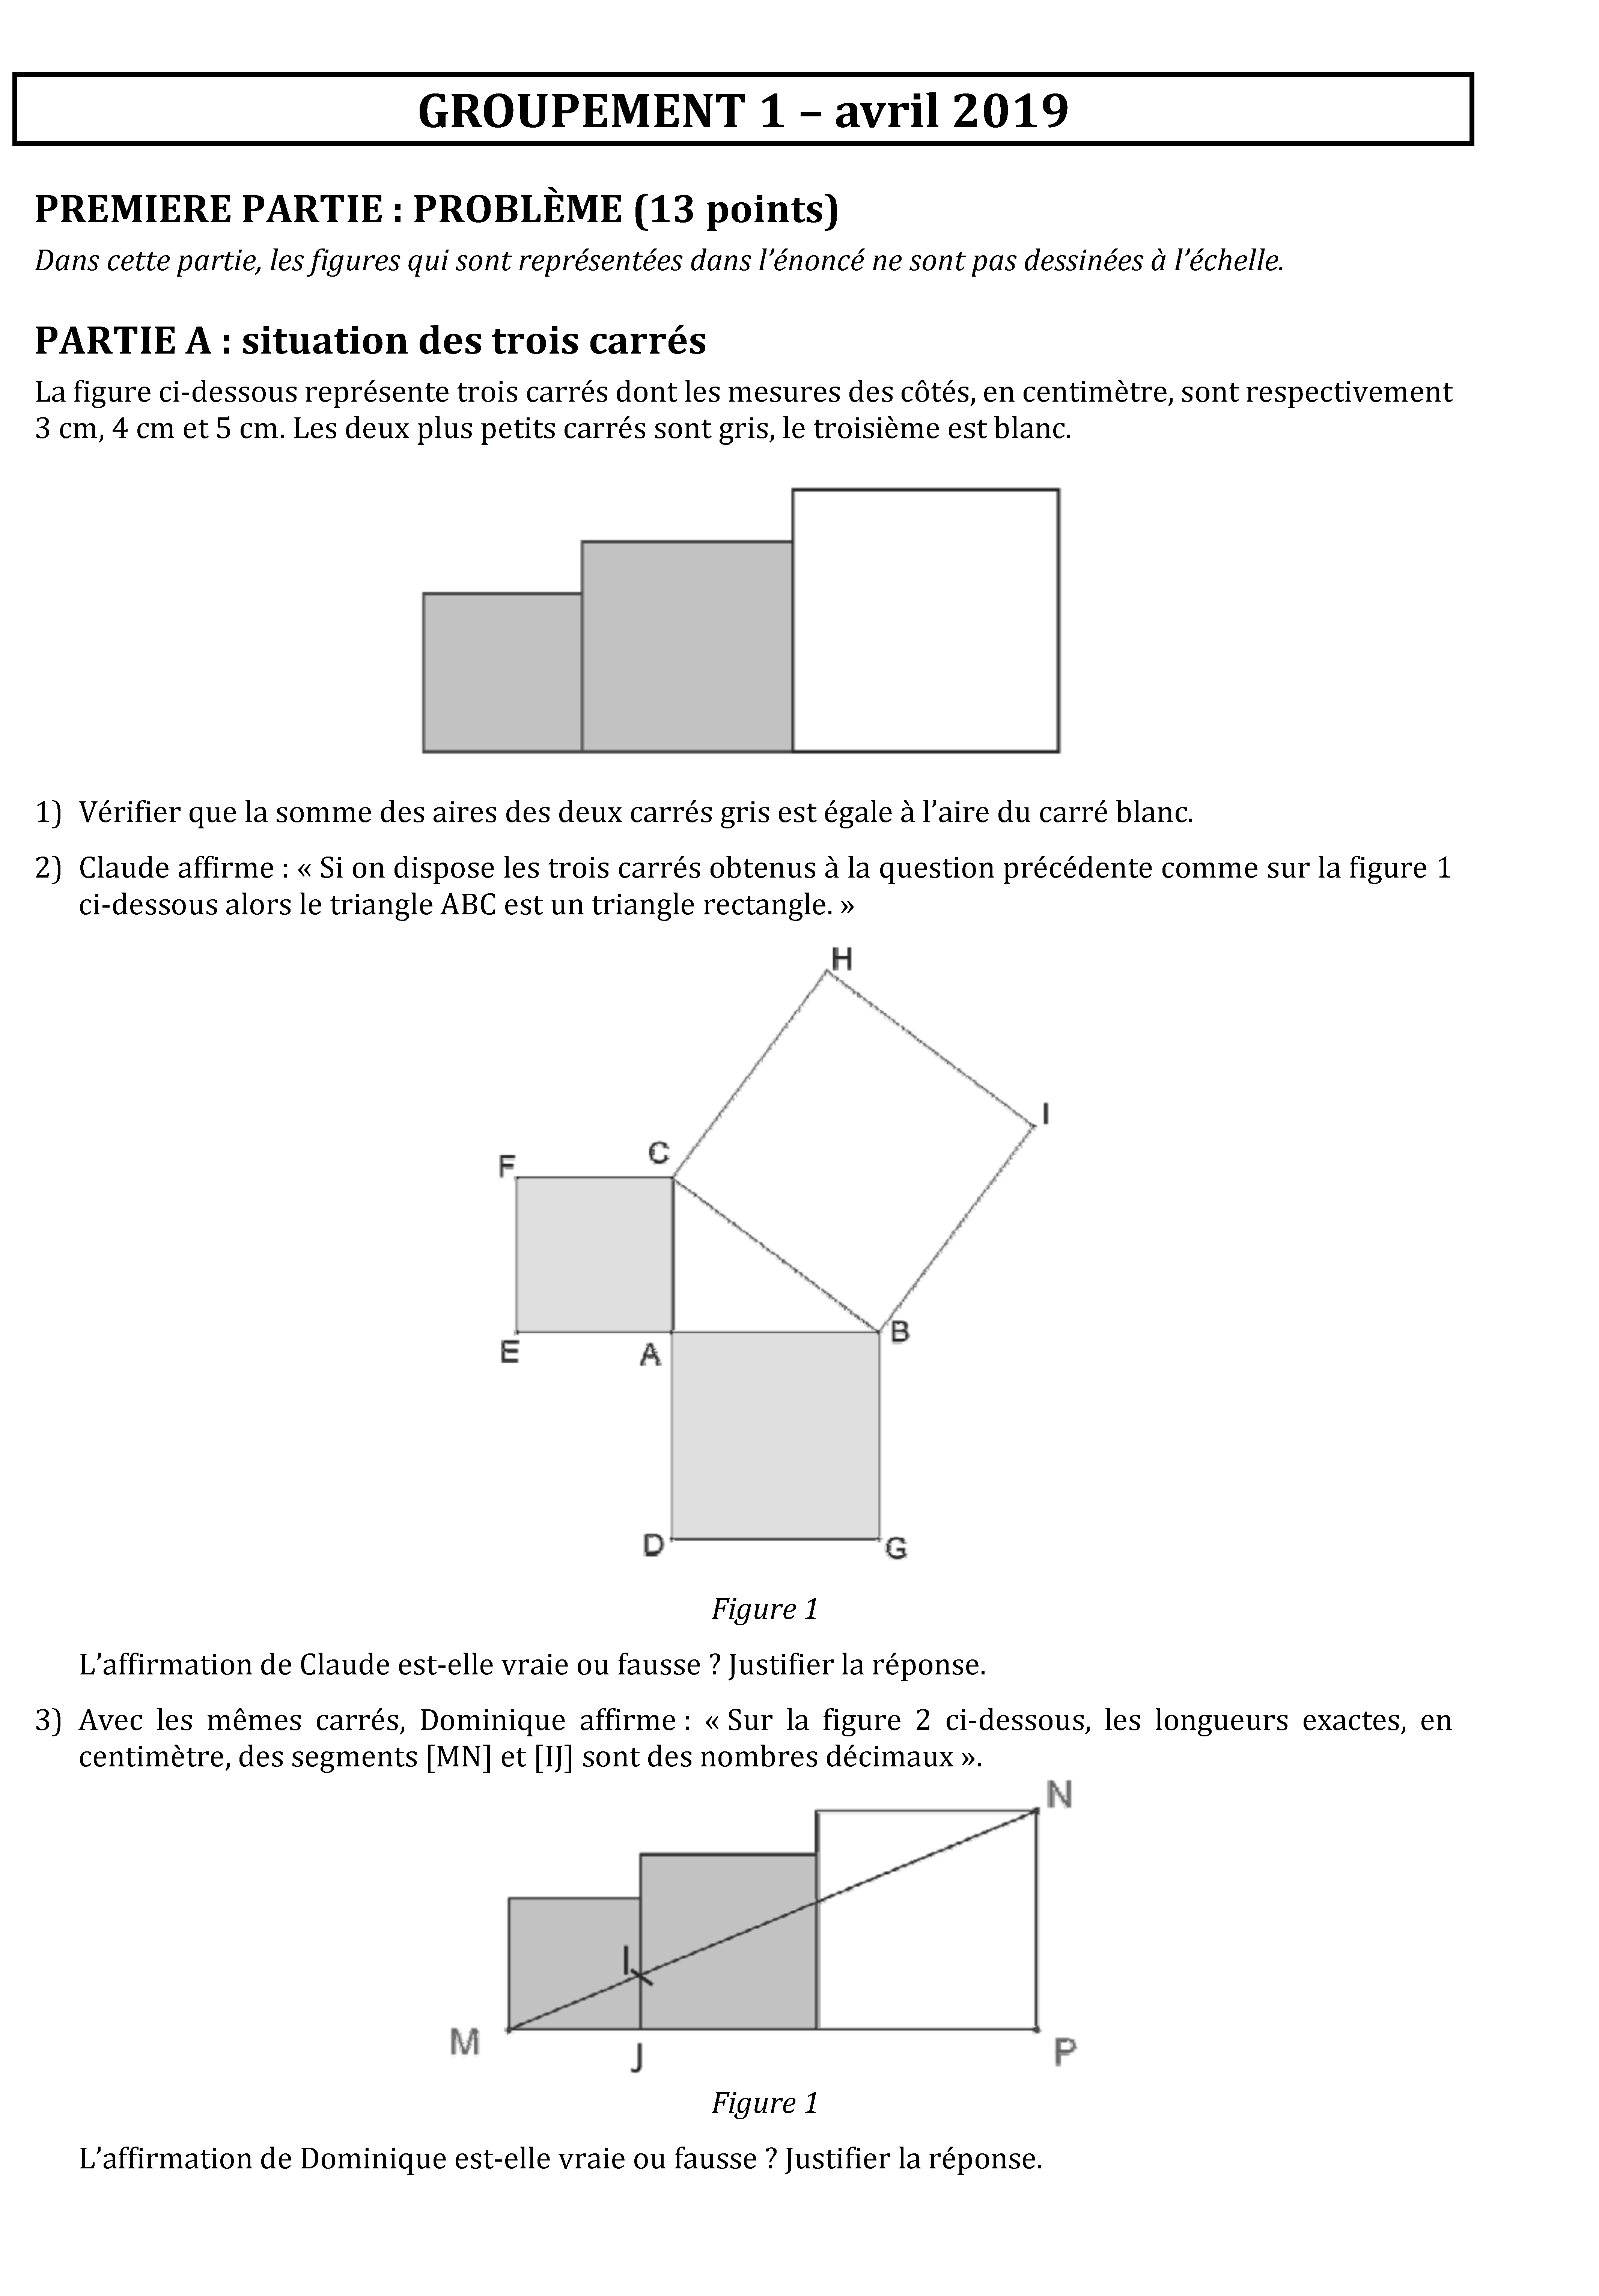 GROUPEMENT 1 – avril 2019
PREMIERE PARTIE : PROBLÈME (13 points)
Dans cette partie, les figures qui sont représentées dans l’énoncé ne sont pas dessinées à l’échelle.
PARTIE A : situation des trois carrés
La figure ci-dessous représente trois carrés dont les mesures des côtés, en centimètre, sont respectivement
3 cm, 4 cm et 5 cm. Les deux plus petits carrés sont gris, le troisième est blanc.
1) Vérifier que la somme des aires des deux carrés gris est égale à l’aire du carré blanc.
2) Claude affirme : « Si on dispose les trois carrés obtenus à la question précédente comme sur la figure 1
ci-dessous alors le triangle ABC est un triangle rectangle. »
H
I
C
F
B
E
A
D
G
Figure 1
L’affirmation de Claude est-elle vraie ou fausse ? Justifier la réponse.
3) Avec les mêmes carrés, Dominique affirme : « Sur la figure 2 ci-dessous, les longueurs exactes, en
centimètre, des segments [MN] et [IJ] sont des nombres décimaux ».
N
I
M
J
P
Figure 1
L’affirmation de Dominique est-elle vraie ou fausse ? Justifier la réponse.